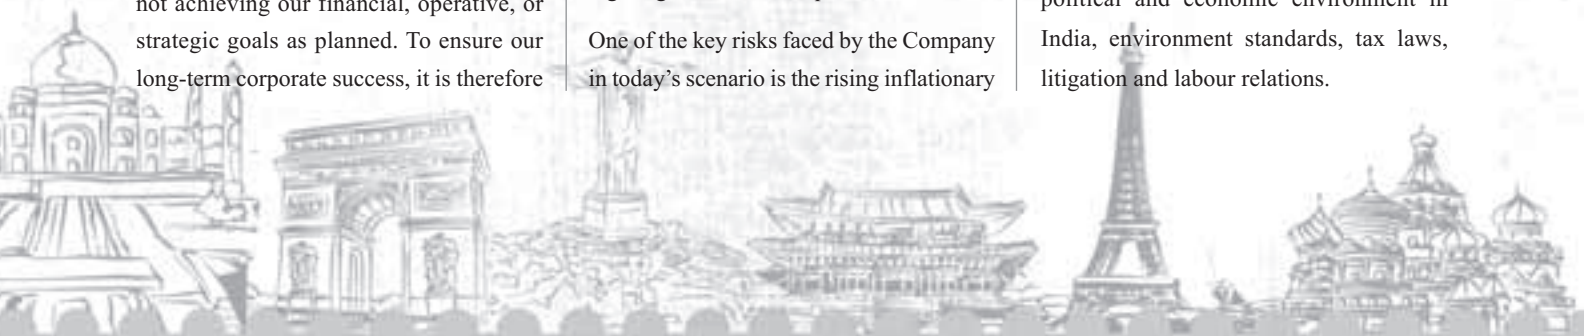 not achieving our financial, operative, or
strategic goals as planned. To ensure our
long-term corporate success, it is therefore
One of the key risks faced by the Company
in today's scenario is the rising inflationary
political and economic environment in
India, environment standards, tax laws,
litigation and labour relations.